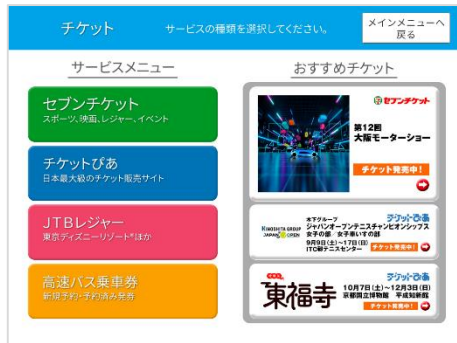 チケット
サービスの種類を選択してください。
メインメニューへ
戻る
サービスメニュー
セブンチケット
スポーツ、映画、レジャー、イベント
チケットぴあ
日本最大級のチケット販売サイト
JTBレジャー
東京ディズニーリゾート®ほか
高速バス乗車券
新規予約・予約済み発券
おすすめチケット
セブンチケット
第12回
大阪モーターショー
チケット発売中!
チケットぴあ
KINOSHITA GROUP
JAPAN OPEN
木下グループ
ジャパンオープンテニスチャンピオンシップス
女子の部/女子車いすの部
9月9日(土)~17日(日)
ITC靭テニスセンター
チケット発売中!
チケットぴあ
東福寺
10月7日(土)~12月3日(日)
京都国立博物館 平成知新館
チケット発売中!